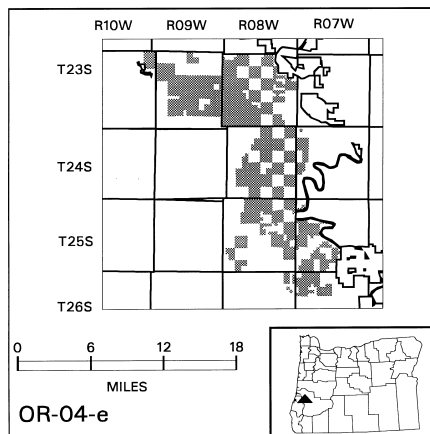 R10W R09W R08W R07W
T23S
T24S
T25S
T26S
0 6 12 18
MILES
OR-04-e